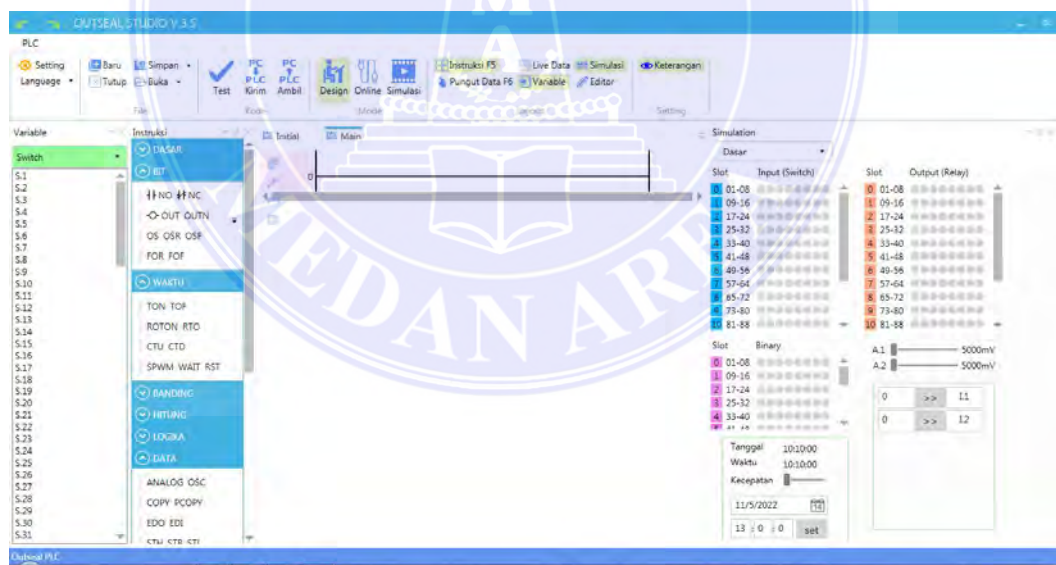 OUTSEAL STUDIO V.3.5
PLC
Setting
Language
Baru
Tutup
Simpan
Buka
File
Test
PC PLC Kirim
PC PLC Ambil
Kode
Design
Online
Simulasi
Mode
Instruksi F5
Pungut Data F6
Live Data
Variable
Simulasi
Editor
Keterangan
Setting
Variable
Switch
S.1
S.2
S.3
S.4
S.5
S.6
S.7
S.8
S.9
S.10
S.11
S.12
S.13
S.14
S.15
S.16
S.17
S.18
S.19
S.20
S.21
S.22
S.23
S.24
S.25
S.26
S.27
S.28
S.29
S.30
S.31
Instruksi
DASAR
BIT
NO NC
OUT OUTN
OS OSR OSF
FOR FOF
WAKTU
TON TOF
ROTON RTO
CTU CTD
SPWM WAIT RST
BANDING
HITUNG
LOGIKA
DATA
ANALOG OSC
COPY PCOPY
EDO EDI
Initial
Main
0
Simulation
Dasar
Slot Input (Switch)
0 01-08
1 09-16
2 17-24
3 25-32
4 33-40
5 41-48
6 49-56
7 57-64
8 65-72
9 73-80
10 81-88
Slot Output (Relay)
0 01-08
1 09-16
2 17-24
3 25-32
4 33-40
5 41-48
6 49-56
7 57-64
8 65-72
9 73-80
10 81-88
Slot Binary
0 01-08
1 09-16
2 17-24
3 25-32
4 33-40
A.1 5000mV
A.2 5000mV
0 >> I.1
0 >> I.2
Tanggal 10:10:00
Waktu 10:10:00
Kecepatan
11/5/2022
14
13 : 0 : 0 set
Outseal PLC
MEDAN AREA